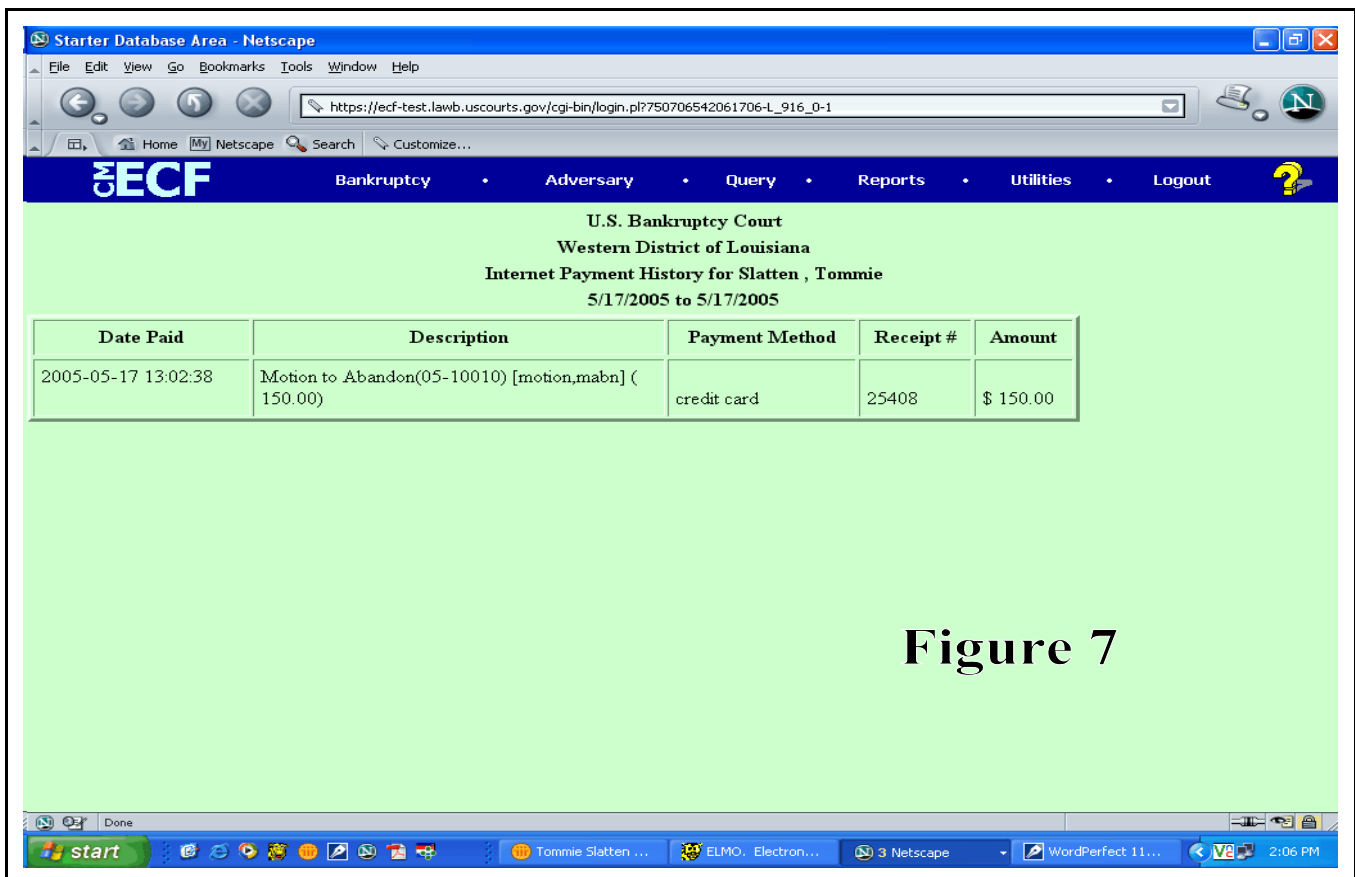 Starter Database Area - Netscape
File Edit View Go Bookmarks Tools Window Help
https://ecf-test.lawb.uscourts.gov/cgi-bin/login.pl?750706542061706-L_916_0-1
N
Home My Netscape Search Customize...
CM ECF Bankruptcy • Adversary • Query • Reports • Utilities • Logout ?
U.S. Bankruptcy Court
Western District of Louisiana
Internet Payment History for Slatten , Tommie
5/17/2005 to 5/17/2005
Date Paid Description Payment Method Receipt # Amount
2005-05-17 13:02:38 Motion to Abandon(05-10010) [motion,mabn] (
150.00) credit card 25408 $ 150.00
Figure 7
Done
start Tommie Slatten ... ELMO. Electron... 3 Netscape WordPerfect 11... V2 2:06 PM